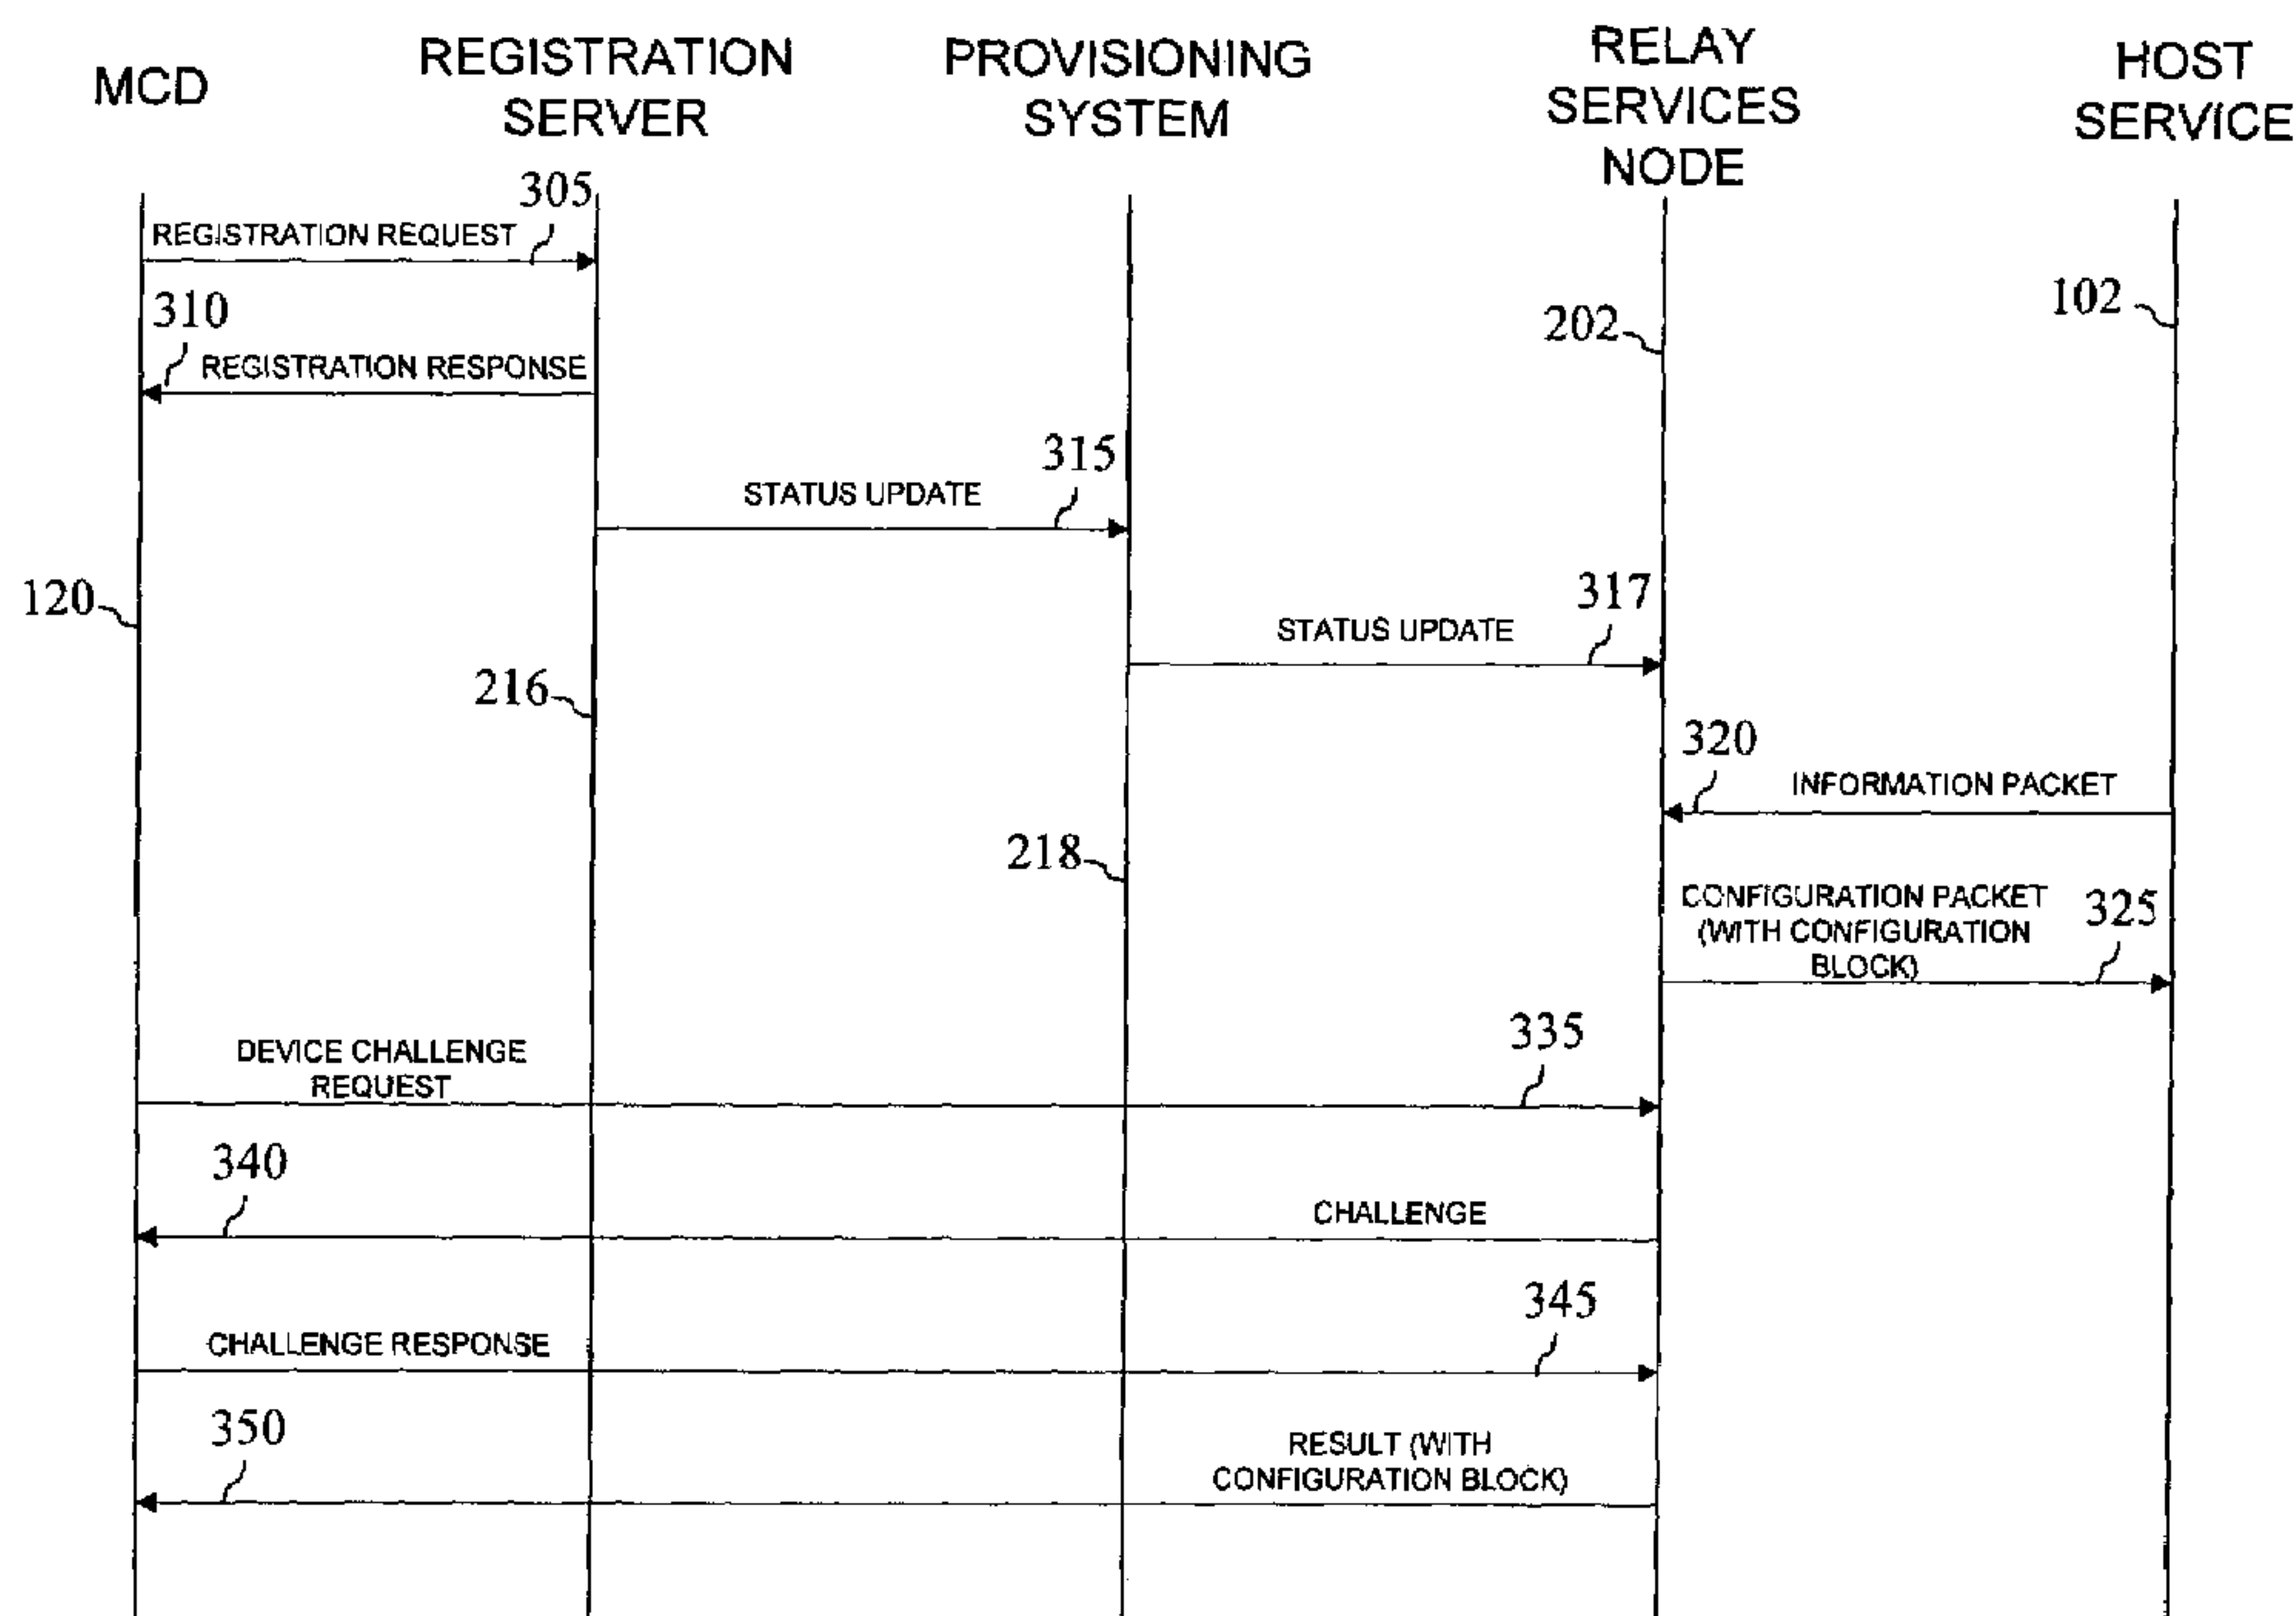 MCD
REGISTRATION
SERVER
PROVISIONING
SYSTEM
RELAY
SERVICES
NODE
HOST
SERVICE
305
REGISTRATION REQUEST
310
REGISTRATION RESPONSE
102
202
315
STATUS UPDATE
120
317
STATUS UPDATE
216
320
INFORMATION PACKET
218
CONFIGURATION PACKET
(WITH CONFIGURATION
BLOCK)
325
335
DEVICE CHALLENGE
REQUEST
340
CHALLENGE
345
CHALLENGE RESPONSE
350
RESULT (WITH
CONFIGURATION BLOCK)